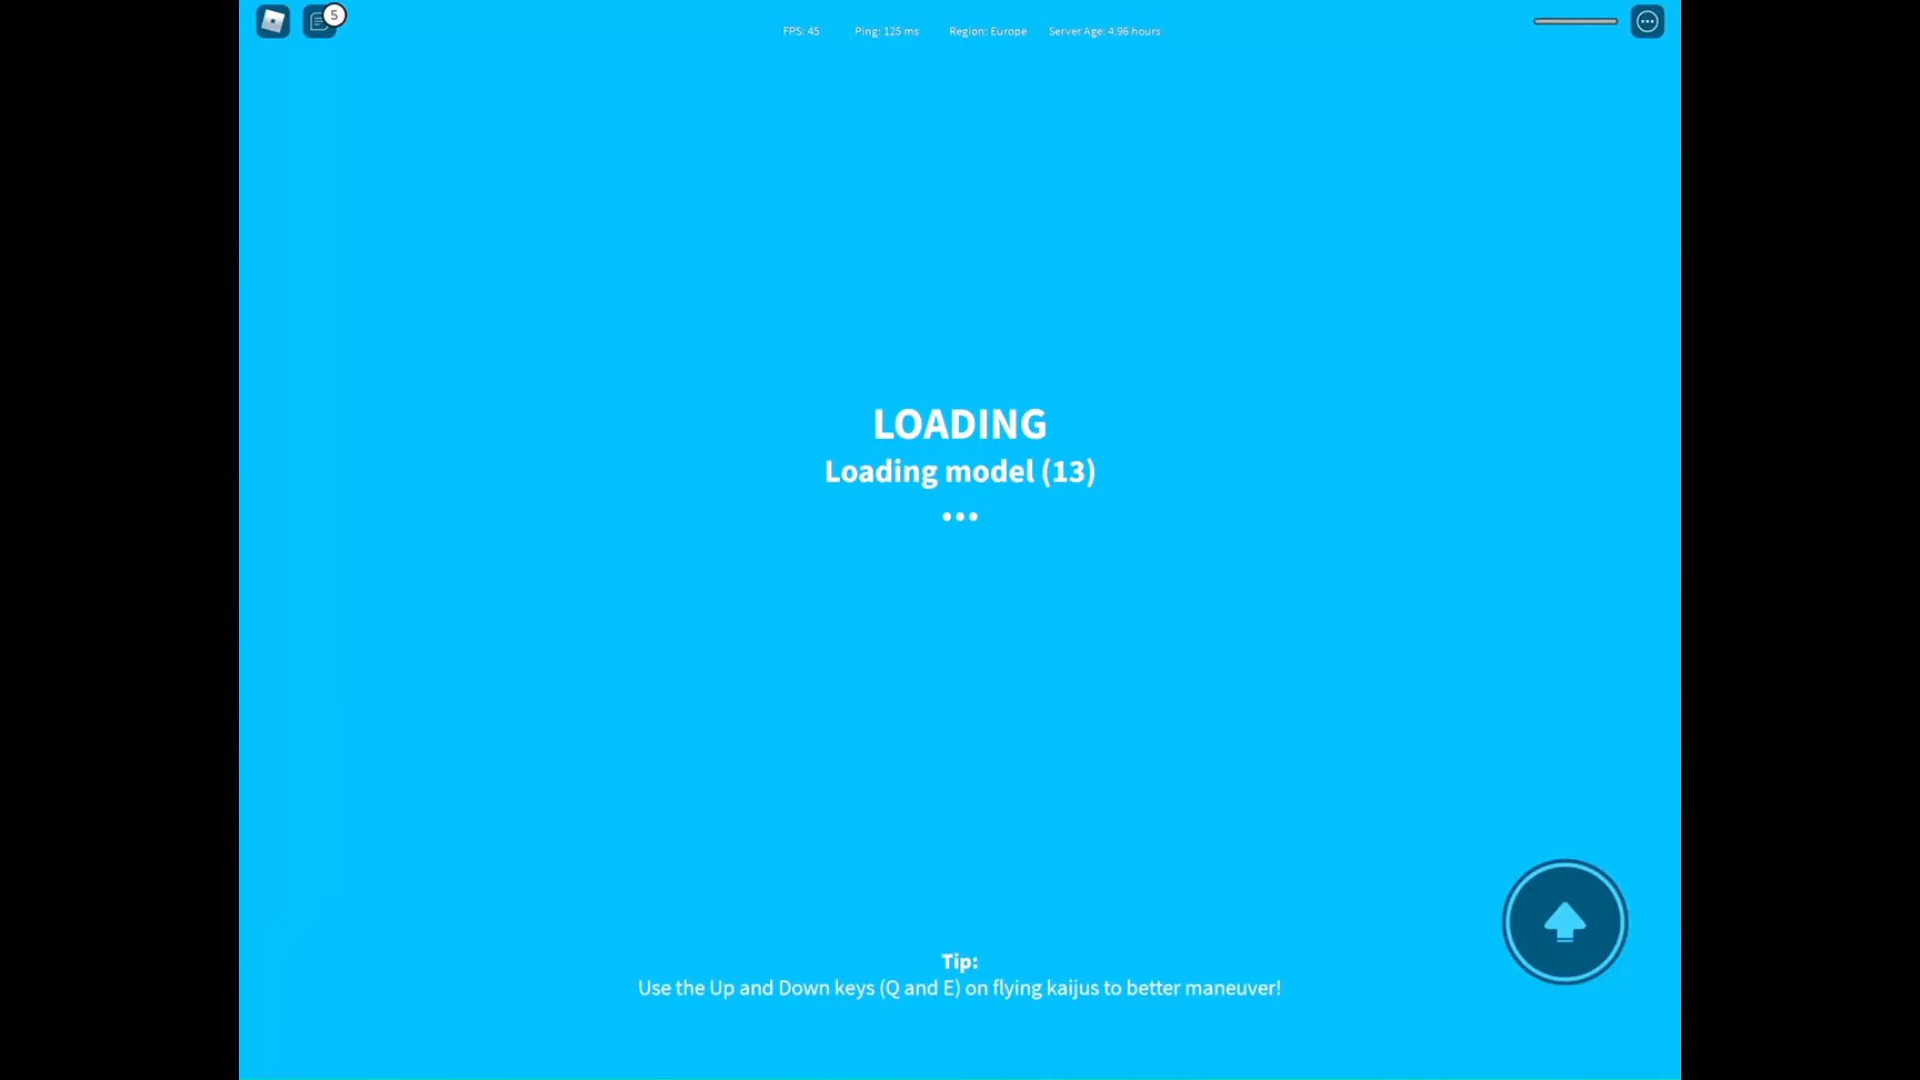 5
FPS: 45 Ping: 125 ms Region: Europe Server Age: 4.96 hours
LOADING
Loading model (13)
...
Tip:
Use the Up and Down keys (Q and E) on flying kaijus to better maneuver!